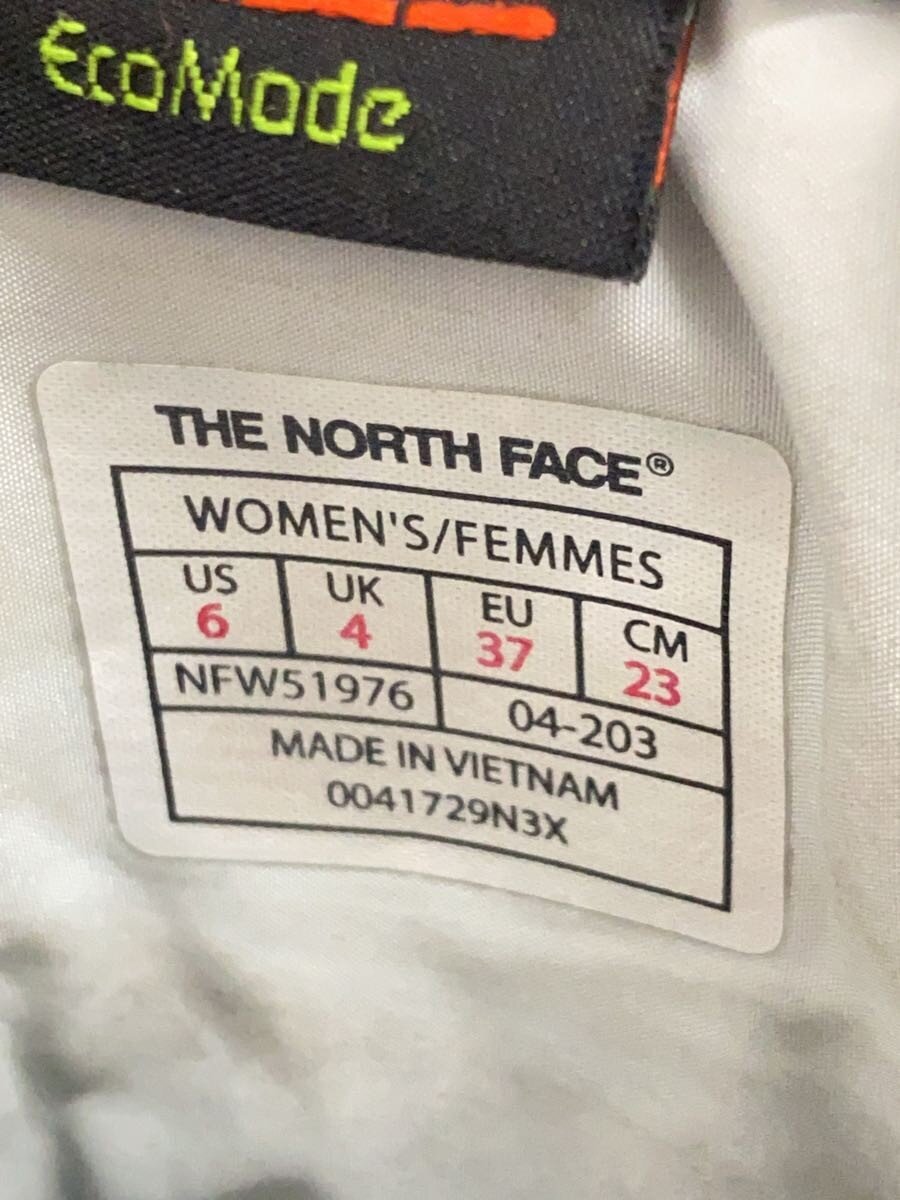 EcoMode
THE NORTH FACE®
WOMEN'S/FEMMES
US UK EU CM
6 4 37 23
NFW51976 04-203
MADE IN VIETNAM
0041729N3X